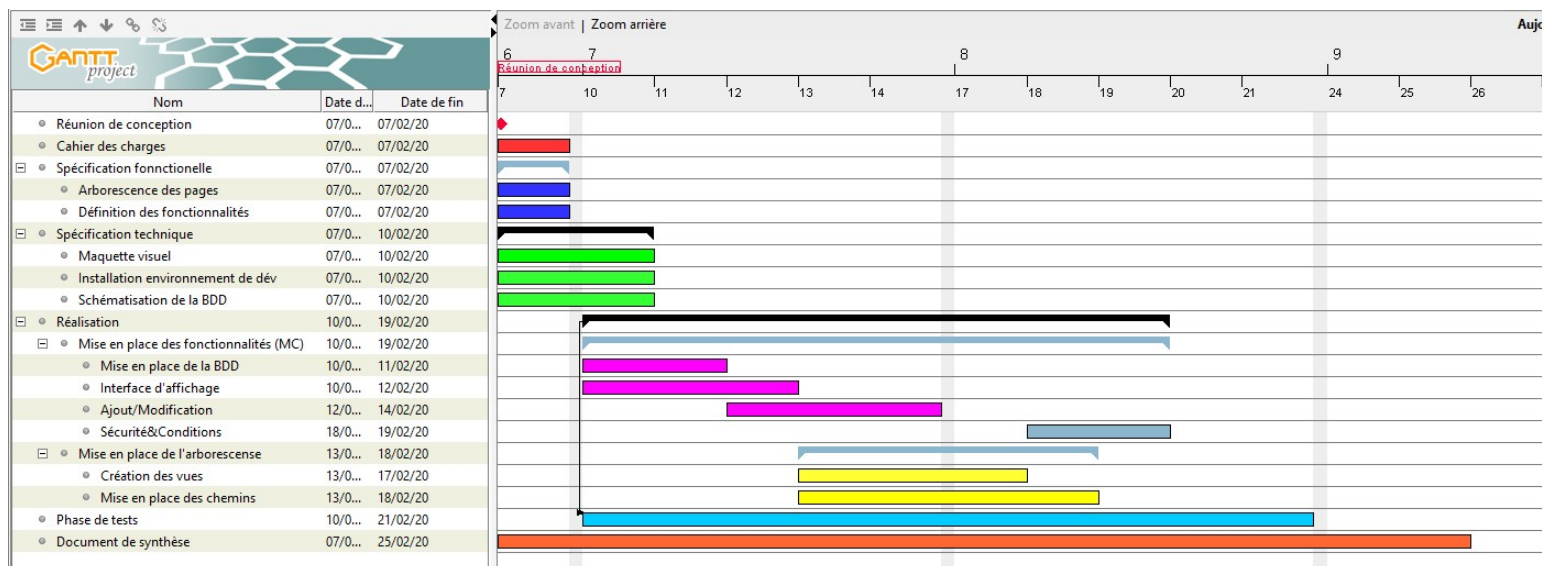 Zoom avant | Zoom arrière
Aujo
GANTT
project
6 7 8 9
Réunion de conception
Nom Date d... Date de fin
7 10 11 12 13 14 17 18 19 20 21 24 25 26
Réunion de conception 07/0... 07/02/20
Cahier des charges 07/0... 07/02/20
Spécification fonnctionelle 07/0... 07/02/20
Arborescence des pages 07/0... 07/02/20
Définition des fonctionnalités 07/0... 07/02/20
Spécification technique 07/0... 10/02/20
Maquette visuel 07/0... 10/02/20
Installation environnement de dév 07/0... 10/02/20
Schématisation de la BDD 07/0... 10/02/20
Réalisation 10/0... 19/02/20
Mise en place des fonctionnalités (MC) 10/0... 19/02/20
Mise en place de la BDD 10/0... 11/02/20
Interface d'affichage 10/0... 12/02/20
Ajout/Modification 12/0... 14/02/20
Sécurité&Conditions 18/0... 19/02/20
Mise en place de l'arborescense 13/0... 18/02/20
Création des vues 13/0... 17/02/20
Mise en place des chemins 13/0... 18/02/20
Phase de tests 10/0... 21/02/20
Document de synthèse 07/0... 25/02/20